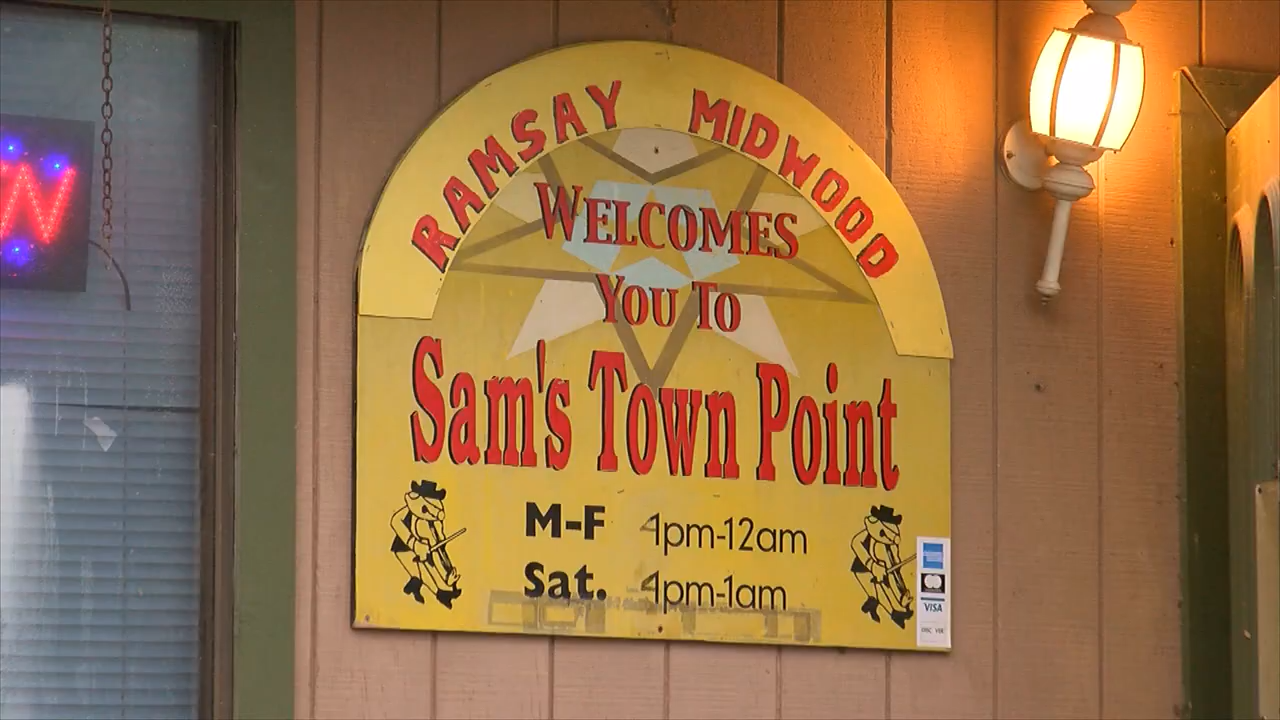 RAMSAY MIDWOOD
WELCOMES
YOU TO
Sam's Town Point
M-F 4pm-12am
Sat. 4pm-1am
VISA
N